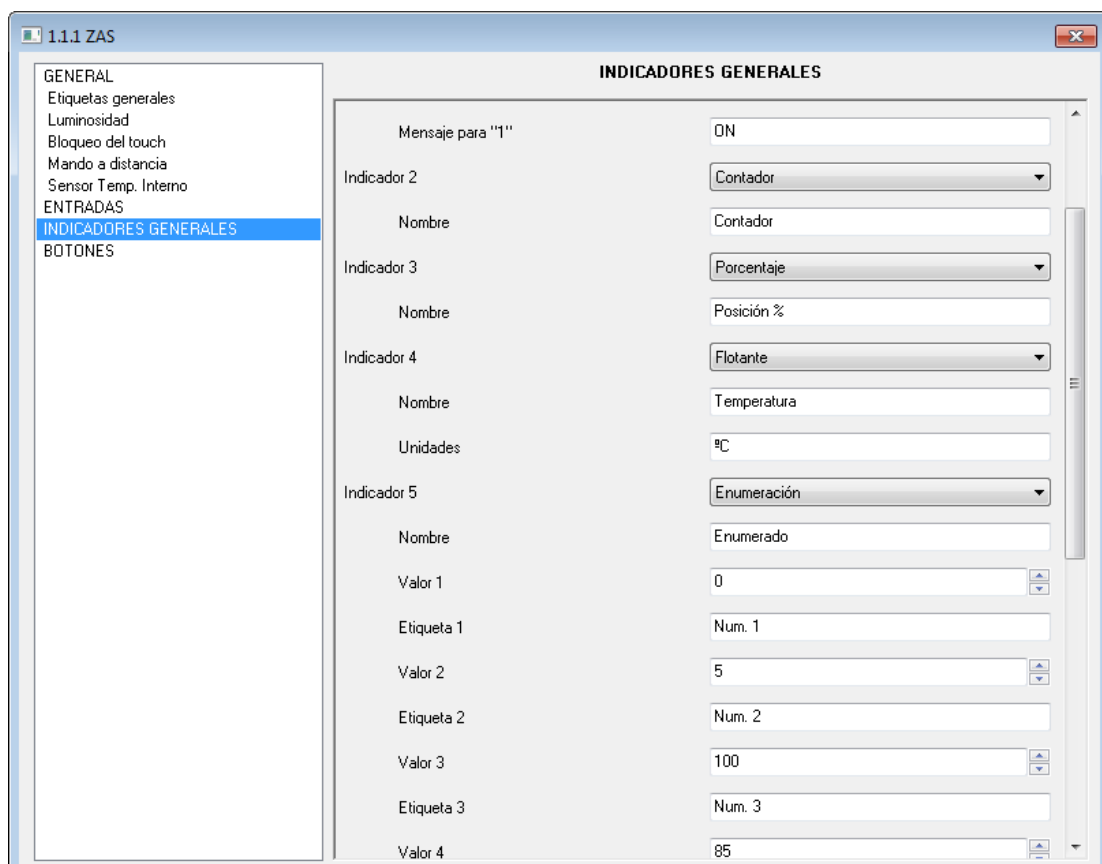 1.1.1 ZAS
GENERAL
Etiquetas generales
Luminosidad
Bloqueo del touch
Mando a distancia
Sensor Temp. Interno
ENTRADAS
INDICADORES GENERALES
BOTONES
INDICADORES GENERALES
Mensaje para "1" ON
Indicador 2 Contador
Nombre Contador
Indicador 3 Porcentaje
Nombre Posición %
Indicador 4 Flotante
Nombre Temperatura
Unidades ºC
Indicador 5 Enumeración
Nombre Enumerado
Valor 1 0
Etiqueta 1 Num. 1
Valor 2 5
Etiqueta 2 Num. 2
Valor 3 100
Etiqueta 3 Num. 3
Valor 4 85